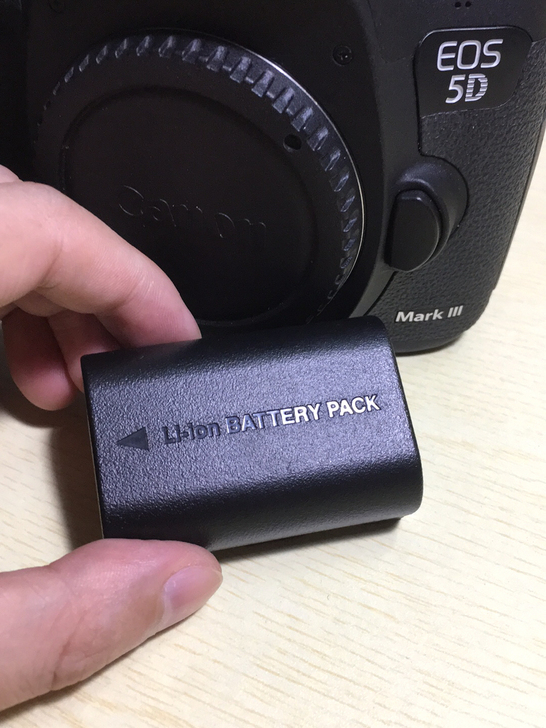 EOS
5D
Canon
Mark III
Li-Ion BATTERY PACK